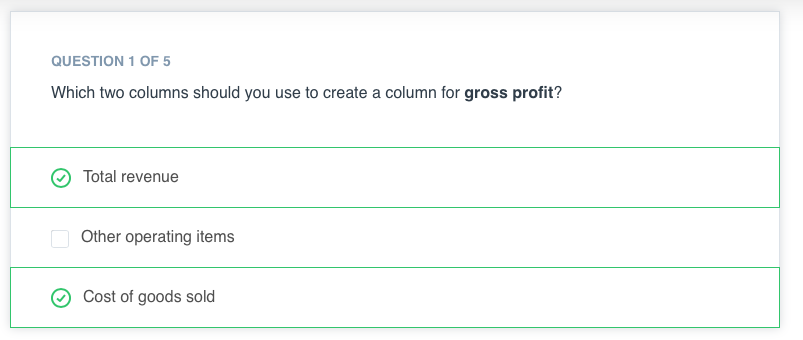 QUESTION 1 OF 5
Which two columns should you use to create a column for gross profit?
Total revenue
Other operating items
Cost of goods sold